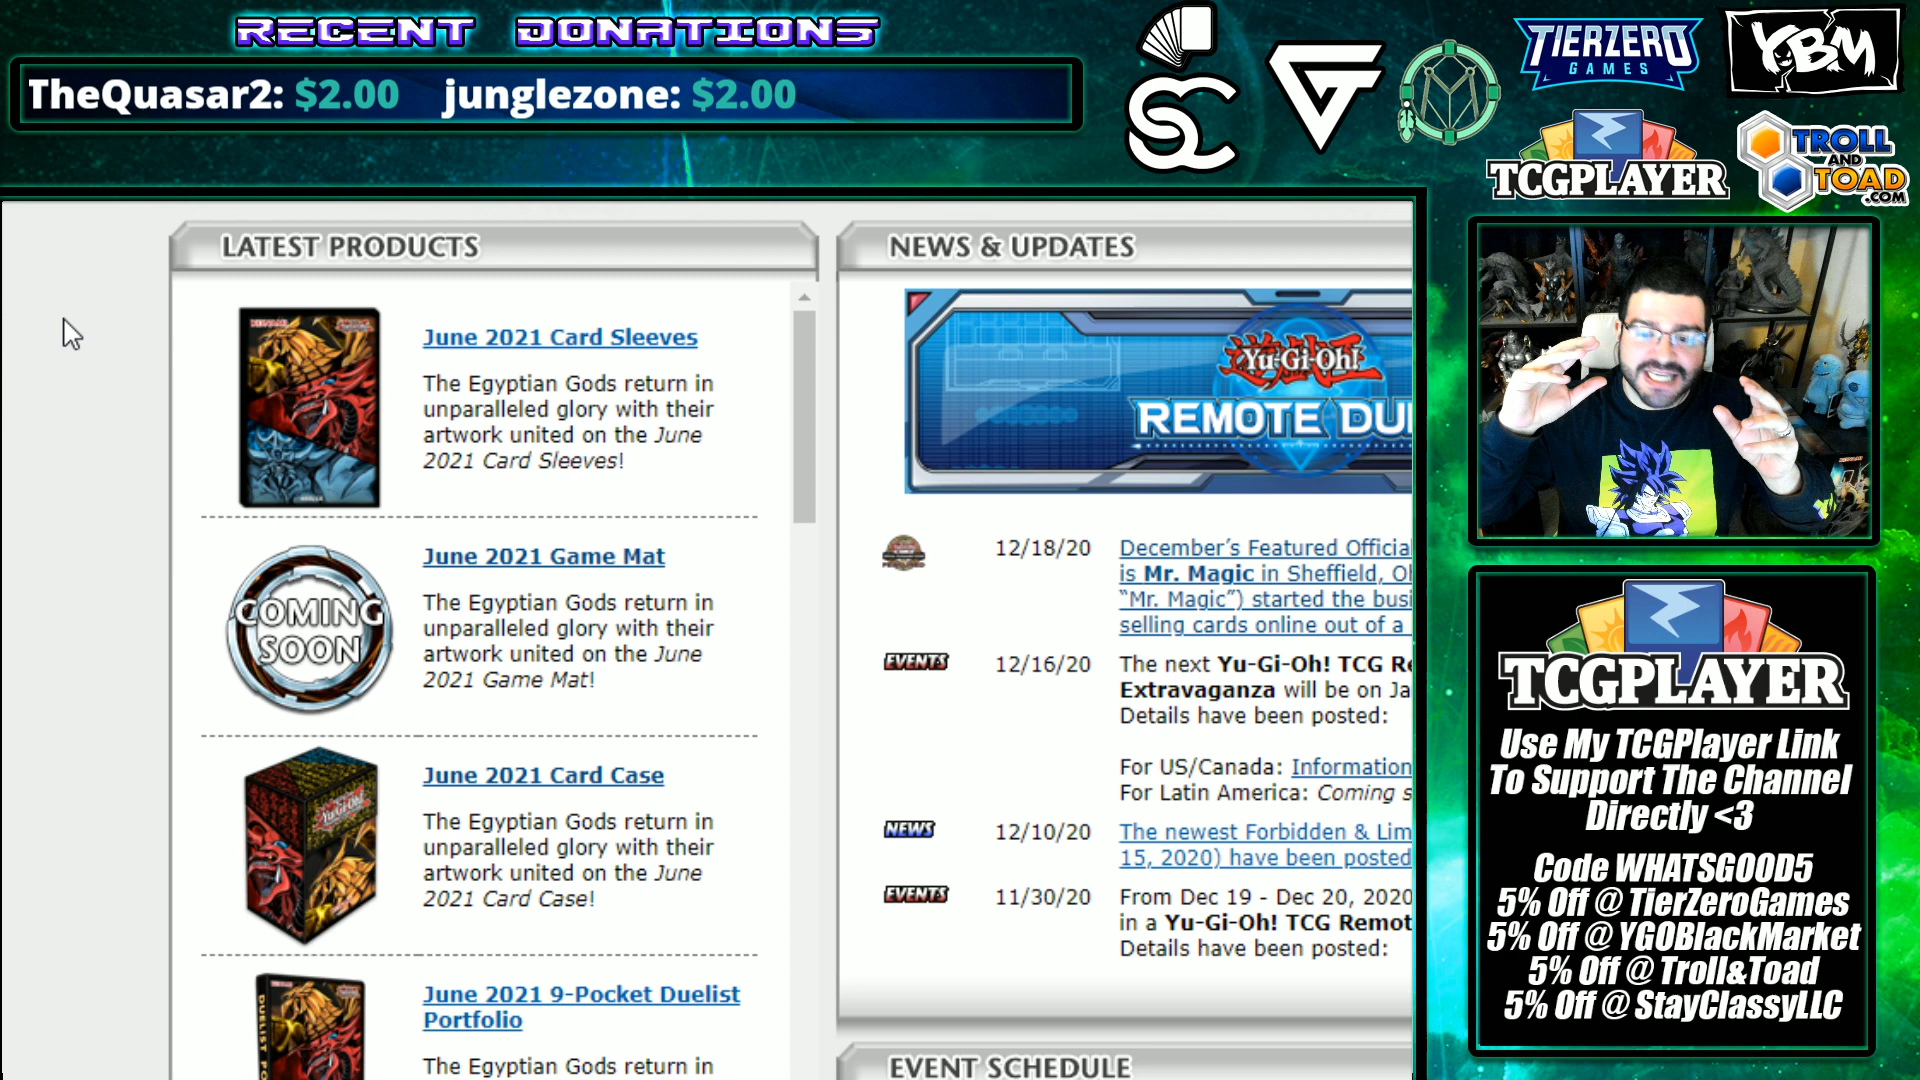 RECENT DONATIONS
TheQuasar2: $2.00 junglezone: $2.00
SC
TIERZERO
GAMES
YBM
TCGPLAYER
TROLL
AND
TOAD
.COM
LATEST PRODUCTS
KONAMI
June 2021 Card Sleeves
The Egyptian Gods return in
unparalleled glory with their
artwork united on the June
2021 Card Sleeves!
COMING
SOON
June 2021 Game Mat
The Egyptian Gods return in
unparalleled glory with their
artwork united on the June
2021 Game Mat!
Yu-Gi-Oh!
June 2021 Card Case
The Egyptian Gods return in
unparalleled glory with their
artwork united on the June
2021 Card Case!
KONAMI
DUELIST PO
June 2021 9-Pocket Duelist
Portfolio
The Egyptian Gods return in
NEWS & UPDATES
Yu-Gi-Oh!
REMOTE DU
12/18/20 December's Featured Official
is Mr. Magic in Sheffield, O
"Mr. Magic") started the busi
selling cards online out of a
EVENTS 12/16/20 The next Yu-Gi-Oh! TCG Re
Extravaganza will be on Ja
Details have been posted:
For US/Canada: Information
For Latin America: Coming s
NEWS 12/10/20 The newest Forbidden & Lim
15, 2020) have been posted
EVENTS 11/30/20 From Dec 19 - Dec 20, 2020
in a Yu-Gi-Oh! TCG Remot
Details have been posted:
EVENT SCHEDULE
TCGPLAYER
Use My TCGPlayer Link
To Support The Channel
Directly <3
Code WHATSGOOD5
5% Off @ TierZeroGames
5% Off @ YGOBlackMarket
5% Off @ Troll&Toad
5% Off @ StayClassyLLC